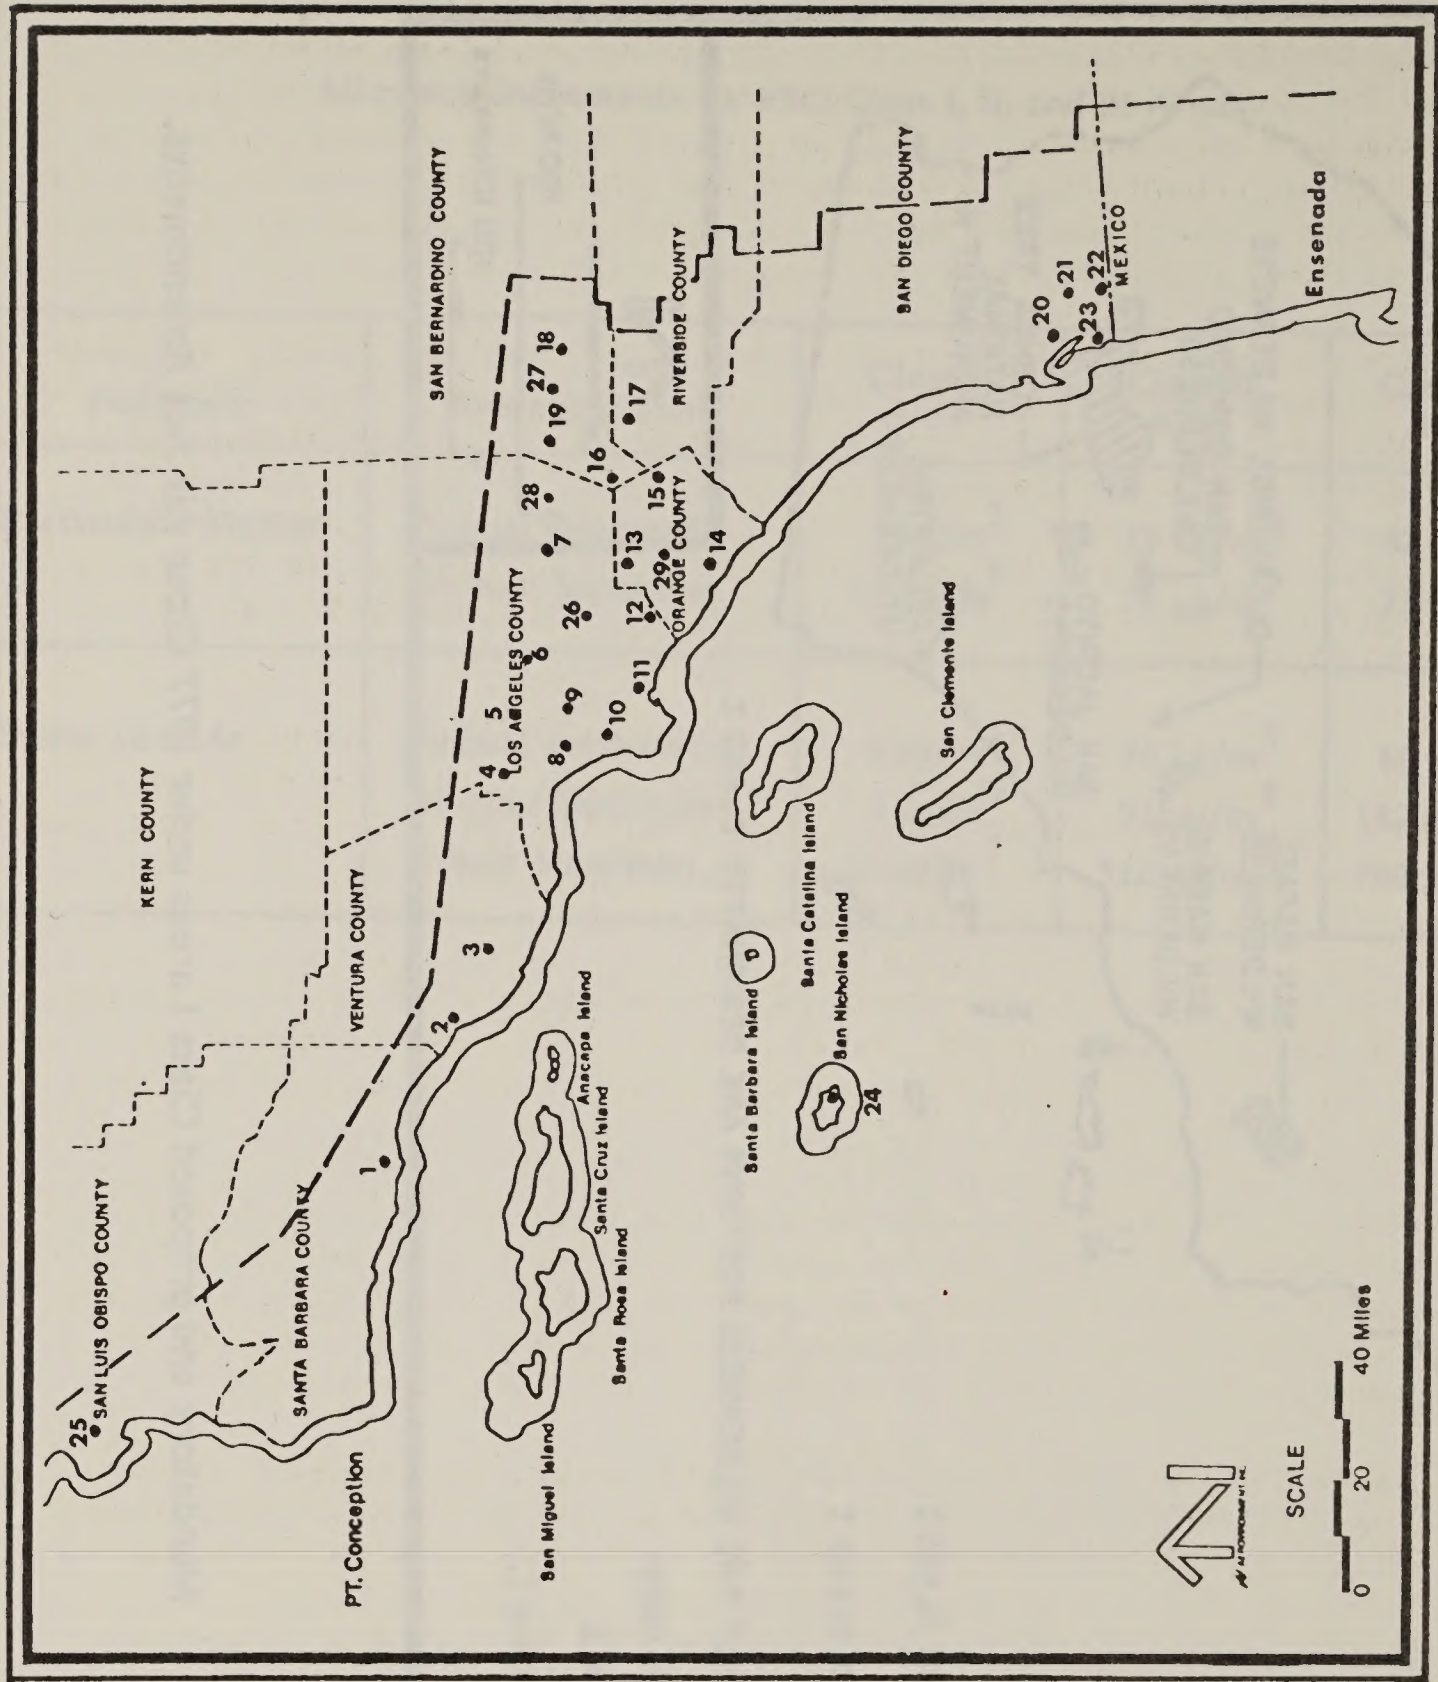 25
SAN LUIS OBISPO COUNTY
KERN COUNTY
SANTA BARBARA COUNTY
VENTURA COUNTY
SAN BERNARDINO COUNTY
PT. Conception
1
2
3
4
5
LOS ANGELES COUNTY
6
7
28
19
27
18
8
9
26
10
11
12
13
16
17
RIVERSIDE COUNTY
15
29
ORANGE COUNTY
14
San Miguel Island
Santa Rosa Island
Santa Cruz Island
Anacapa Island
Santa Barbara Island
Santa Catalina Island
San Nicholas Island
24
San Clemente Island
SAN DIEGO COUNTY
20
21
22
23
MEXICO
Ensenada
SCALE
0 20 40 Miles